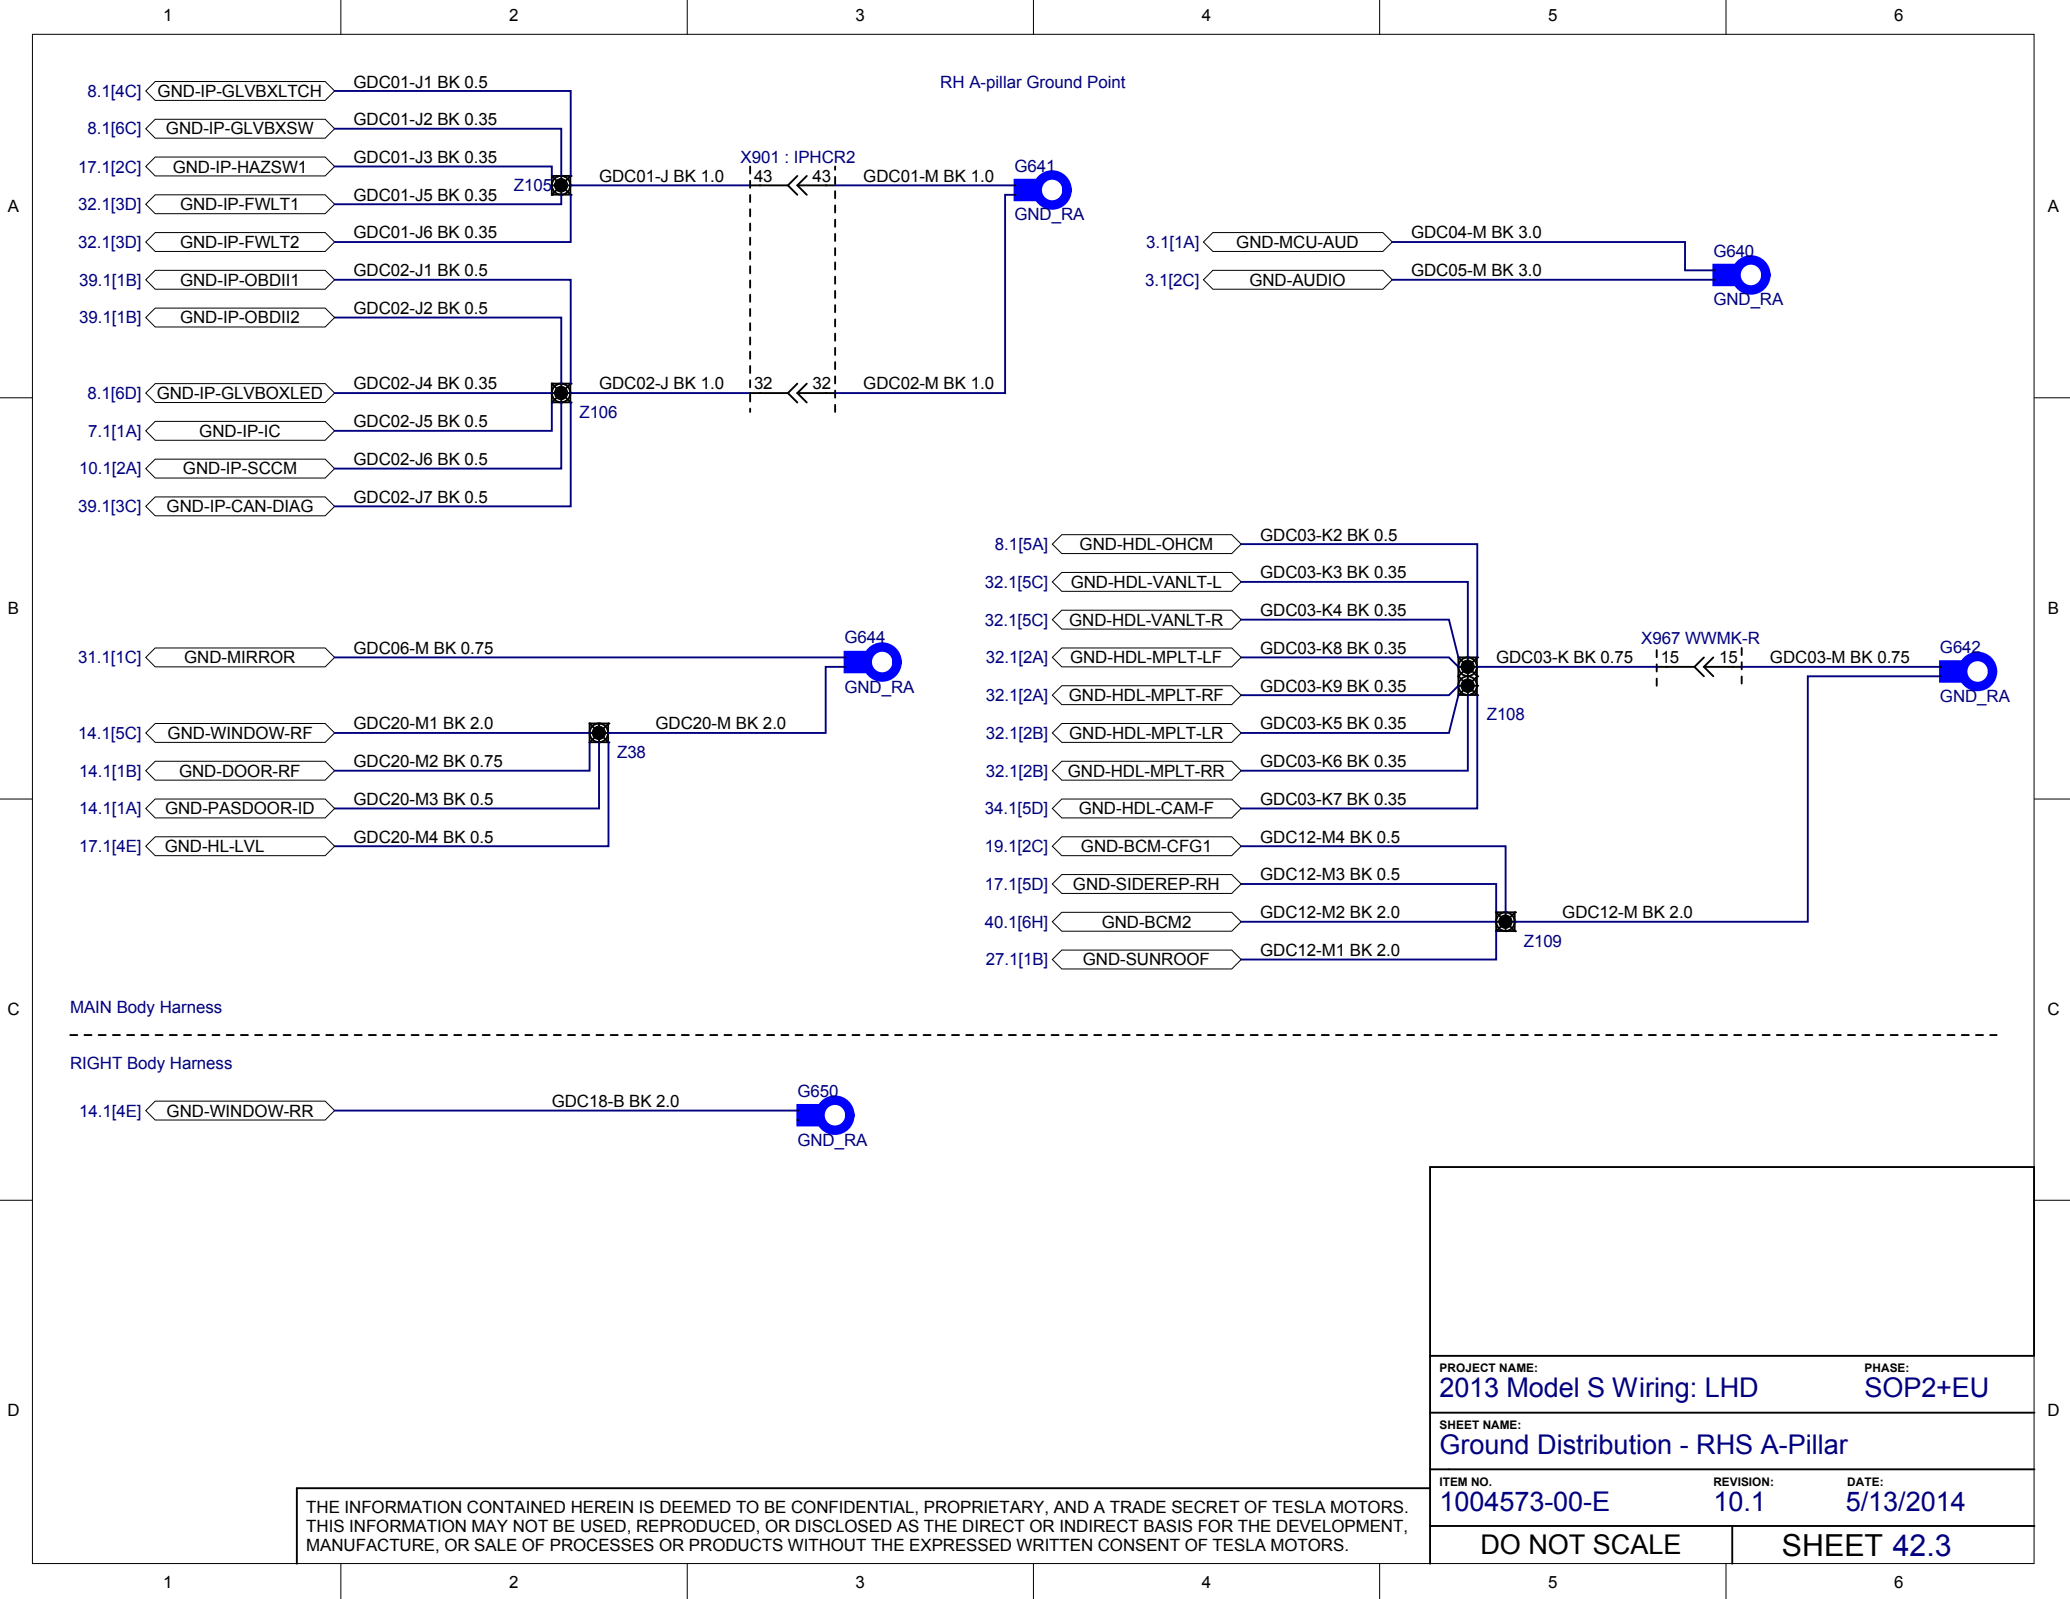 1 2 3 4 5 6
RH A-pillar Ground Point
8.1[4C] GND-IP-GLVBXLTCH GDC01-J1 BK 0.5
8.1[6C] GND-IP-GLVBXSW GDC01-J2 BK 0.35
17.1[2C] GND-IP-HAZSW1 GDC01-J3 BK 0.35
32.1[3D] GND-IP-FWLT1 GDC01-J5 BK 0.35
32.1[3D] GND-IP-FWLT2 GDC01-J6 BK 0.35
Z105
GDC01-J BK 1.0
X901 : IPHCR2
43 43
GDC01-M BK 1.0
G641
GND_RA
A
A
39.1[1B] GND-IP-OBDII1 GDC02-J1 BK 0.5
39.1[1B] GND-IP-OBDII2 GDC02-J2 BK 0.5
8.1[6D] GND-IP-GLVBOXLED GDC02-J4 BK 0.35
7.1[1A] GND-IP-IC GDC02-J5 BK 0.5
10.1[2A] GND-IP-SCCM GDC02-J6 BK 0.5
39.1[3C] GND-IP-CAN-DIAG GDC02-J7 BK 0.5
Z106
GDC02-J BK 1.0
32 32
GDC02-M BK 1.0
3.1[1A] GND-MCU-AUD GDC04-M BK 3.0
3.1[2C] GND-AUDIO GDC05-M BK 3.0
G640
GND_RA
B
B
31.1[1C] GND-MIRROR GDC06-M BK 0.75
G644
GND_RA
14.1[5C] GND-WINDOW-RF GDC20-M1 BK 2.0
14.1[1B] GND-DOOR-RF GDC20-M2 BK 0.75
14.1[1A] GND-PASDOOR-ID GDC20-M3 BK 0.5
17.1[4E] GND-HL-LVL GDC20-M4 BK 0.5
Z38
GDC20-M BK 2.0
8.1[5A] GND-HDL-OHCM GDC03-K2 BK 0.5
32.1[5C] GND-HDL-VANLT-L GDC03-K3 BK 0.35
32.1[5C] GND-HDL-VANLT-R GDC03-K4 BK 0.35
32.1[2A] GND-HDL-MPLT-LF GDC03-K8 BK 0.35
32.1[2A] GND-HDL-MPLT-RF GDC03-K9 BK 0.35
32.1[2B] GND-HDL-MPLT-LR GDC03-K5 BK 0.35
32.1[2B] GND-HDL-MPLT-RR GDC03-K6 BK 0.35
34.1[5D] GND-HDL-CAM-F GDC03-K7 BK 0.35
Z108
GDC03-K BK 0.75
X967 WWMK-R
15 15
GDC03-M BK 0.75
G642
GND_RA
19.1[2C] GND-BCM-CFG1 GDC12-M4 BK 0.5
17.1[5D] GND-SIDEREP-RH GDC12-M3 BK 0.5
40.1[6H] GND-BCM2 GDC12-M2 BK 2.0
27.1[1B] GND-SUNROOF GDC12-M1 BK 2.0
Z109
GDC12-M BK 2.0
C
C
MAIN Body Harness
RIGHT Body Harness
14.1[4E] GND-WINDOW-RR GDC18-B BK 2.0
G650
GND_RA
D
D
PROJECT NAME:
2013 Model S Wiring: LHD
PHASE:
SOP2+EU
SHEET NAME:
Ground Distribution - RHS A-Pillar
ITEM NO.
1004573-00-E
REVISION:
10.1
DATE:
5/13/2014
DO NOT SCALE
SHEET 42.3
THE INFORMATION CONTAINED HEREIN IS DEEMED TO BE CONFIDENTIAL, PROPRIETARY, AND A TRADE SECRET OF TESLA MOTORS.
THIS INFORMATION MAY NOT BE USED, REPRODUCED, OR DISCLOSED AS THE DIRECT OR INDIRECT BASIS FOR THE DEVELOPMENT,
MANUFACTURE, OR SALE OF PROCESSES OR PRODUCTS WITHOUT THE EXPRESSED WRITTEN CONSENT OF TESLA MOTORS.
1 2 3 4 5 6